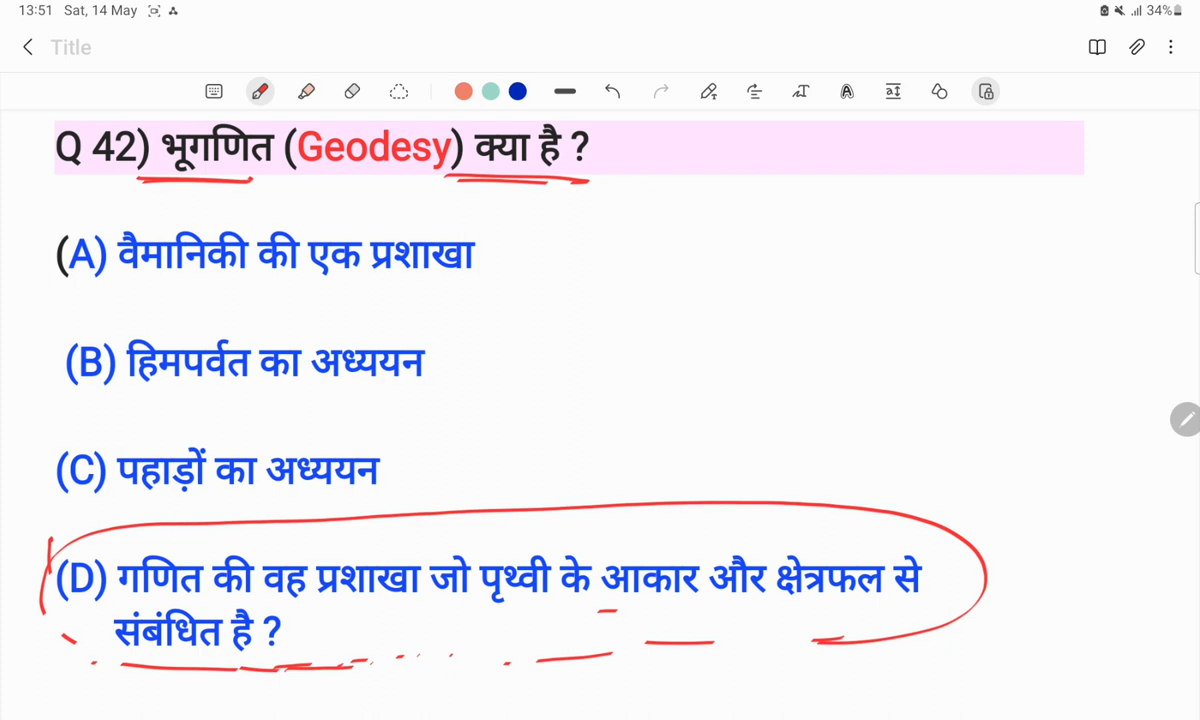 13:51 Sat, 14 May 34%
Title
Q 42) भूगणित (Geodesy) क्या है ?
(A) वैमानिकी की एक प्रशाखा
(B) हिमपर्वत का अध्ययन
(C) पहाड़ों का अध्ययन
(D) गणित की वह प्रशाखा जो पृथ्वी के आकार और क्षेत्रफल से
संबंधित है ?